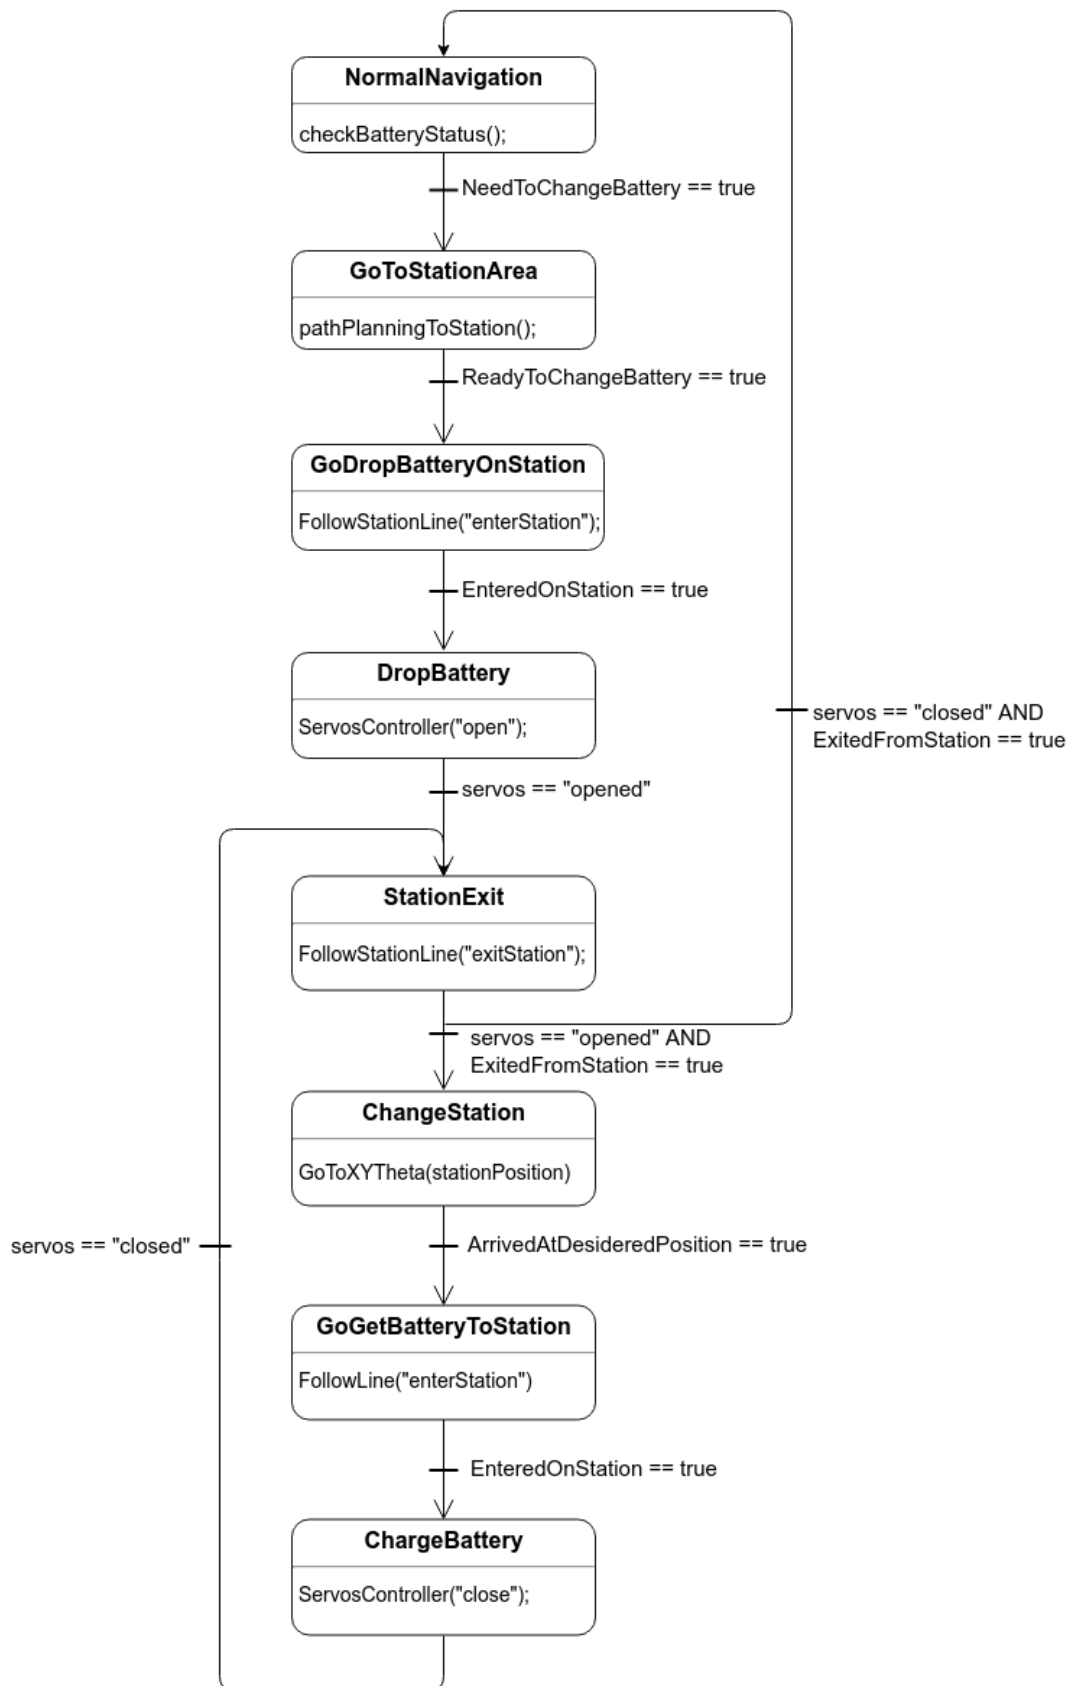 NormalNavigation
checkBatteryStatus();
NeedToChangeBattery == true
GoToStationArea
pathPlanningToStation();
ReadyToChangeBattery == true
GoDropBatteryOnStation
FollowStationLine("enterStation");
EnteredOnStation == true
DropBattery
ServosController("open");
servos == "closed" AND
ExitedFromStation == true
servos == "opened"
StationExit
FollowStationLine("exitStation");
servos == "opened" AND
ExitedFromStation == true
ChangeStation
GoToXYTheta(stationPosition)
servos == "closed"
ArrivedAtDesideredPosition == true
GoGetBatteryToStation
FollowLine("enterStation")
EnteredOnStation == true
ChargeBattery
ServosController("close");